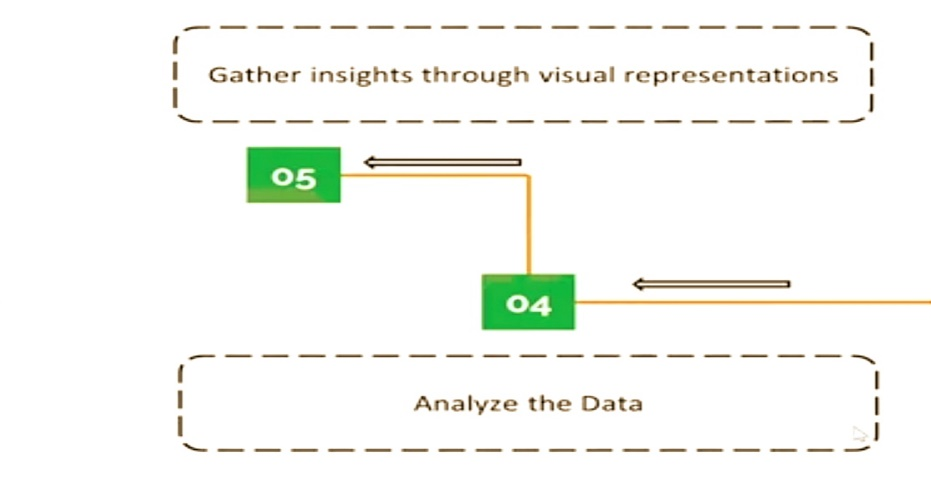 Gather insights through visual representations
05
04
Analyze the Data